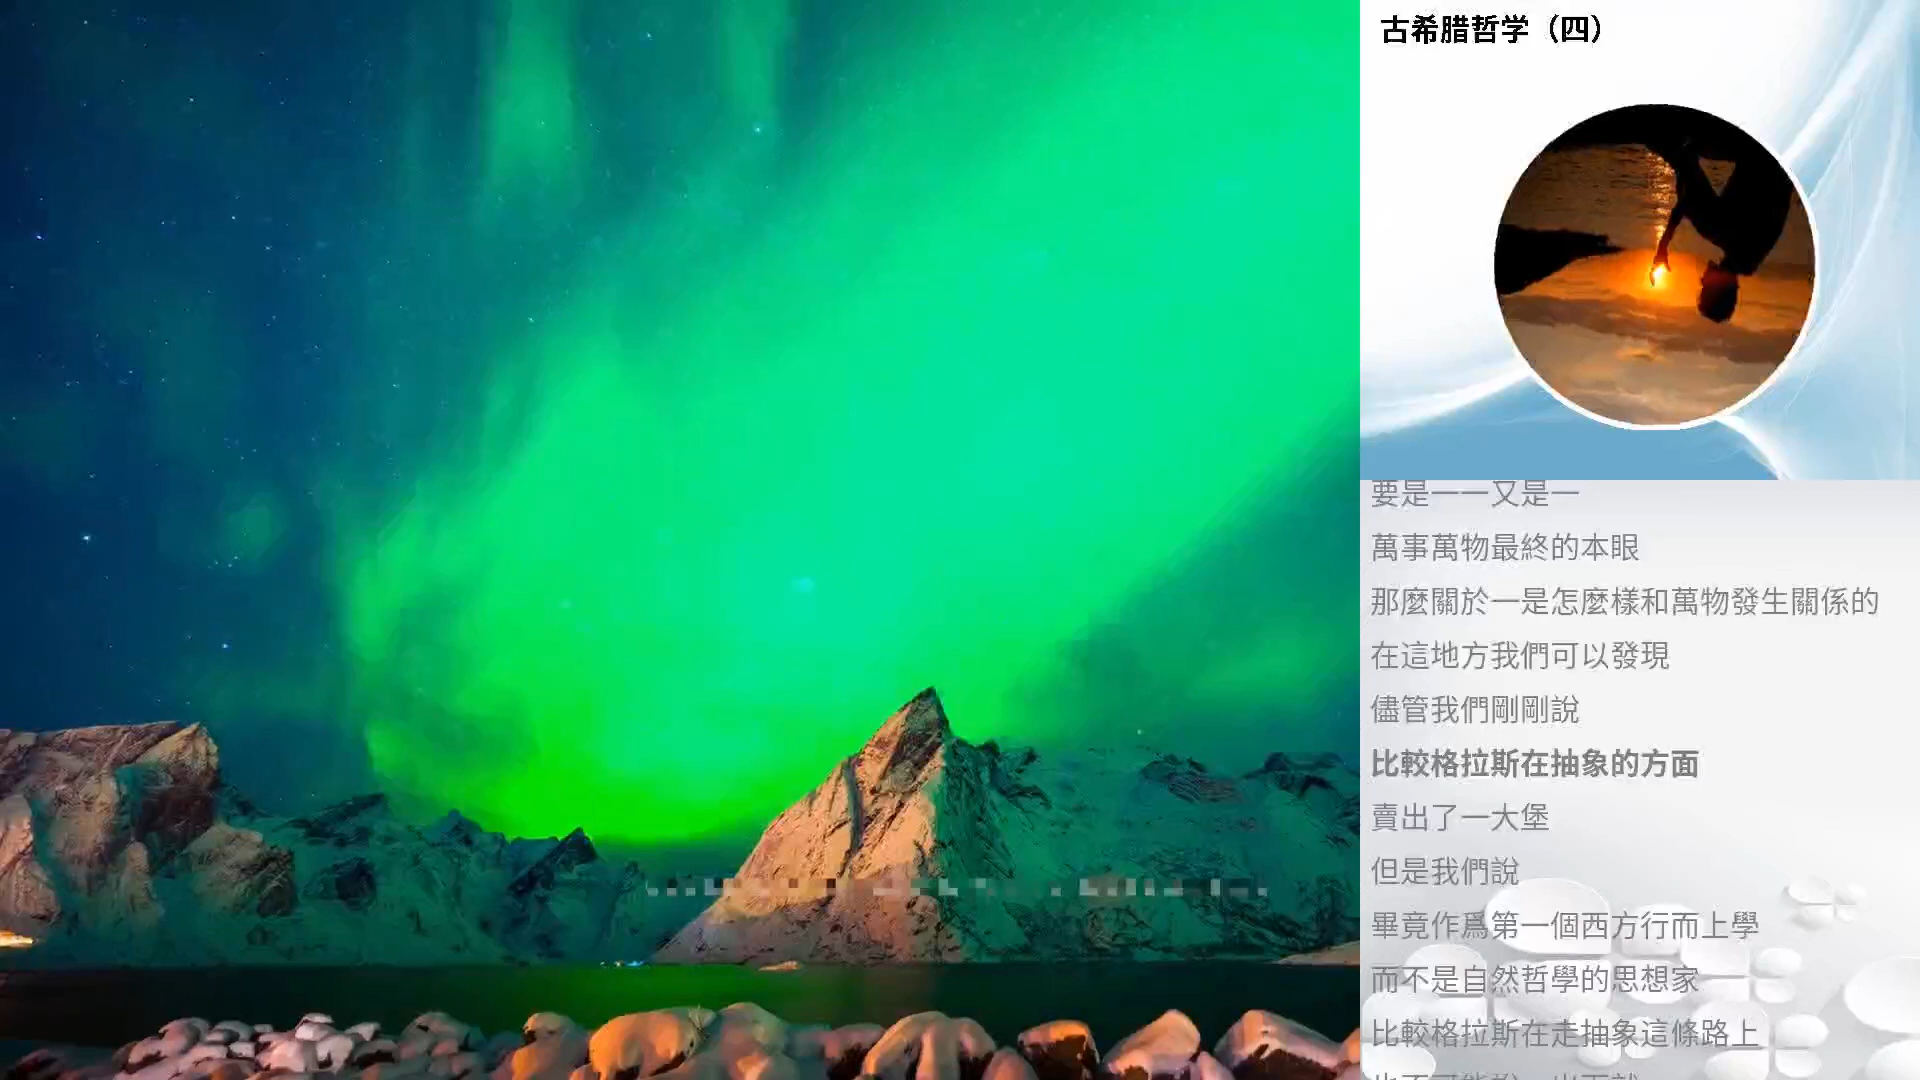 古希腊哲学（四）
要是一一又是一
萬事萬物最終的本眼
那麼關於一是怎麼樣和萬物發生關係的
在這地方我們可以發現
儘管我們剛剛說
比較格拉斯在抽象的方面
賣出了一大堡
但是我們說
畢竟作爲第一個西方行而上學
而不是自然哲學的思想家
比較格拉斯在走抽象這條路上